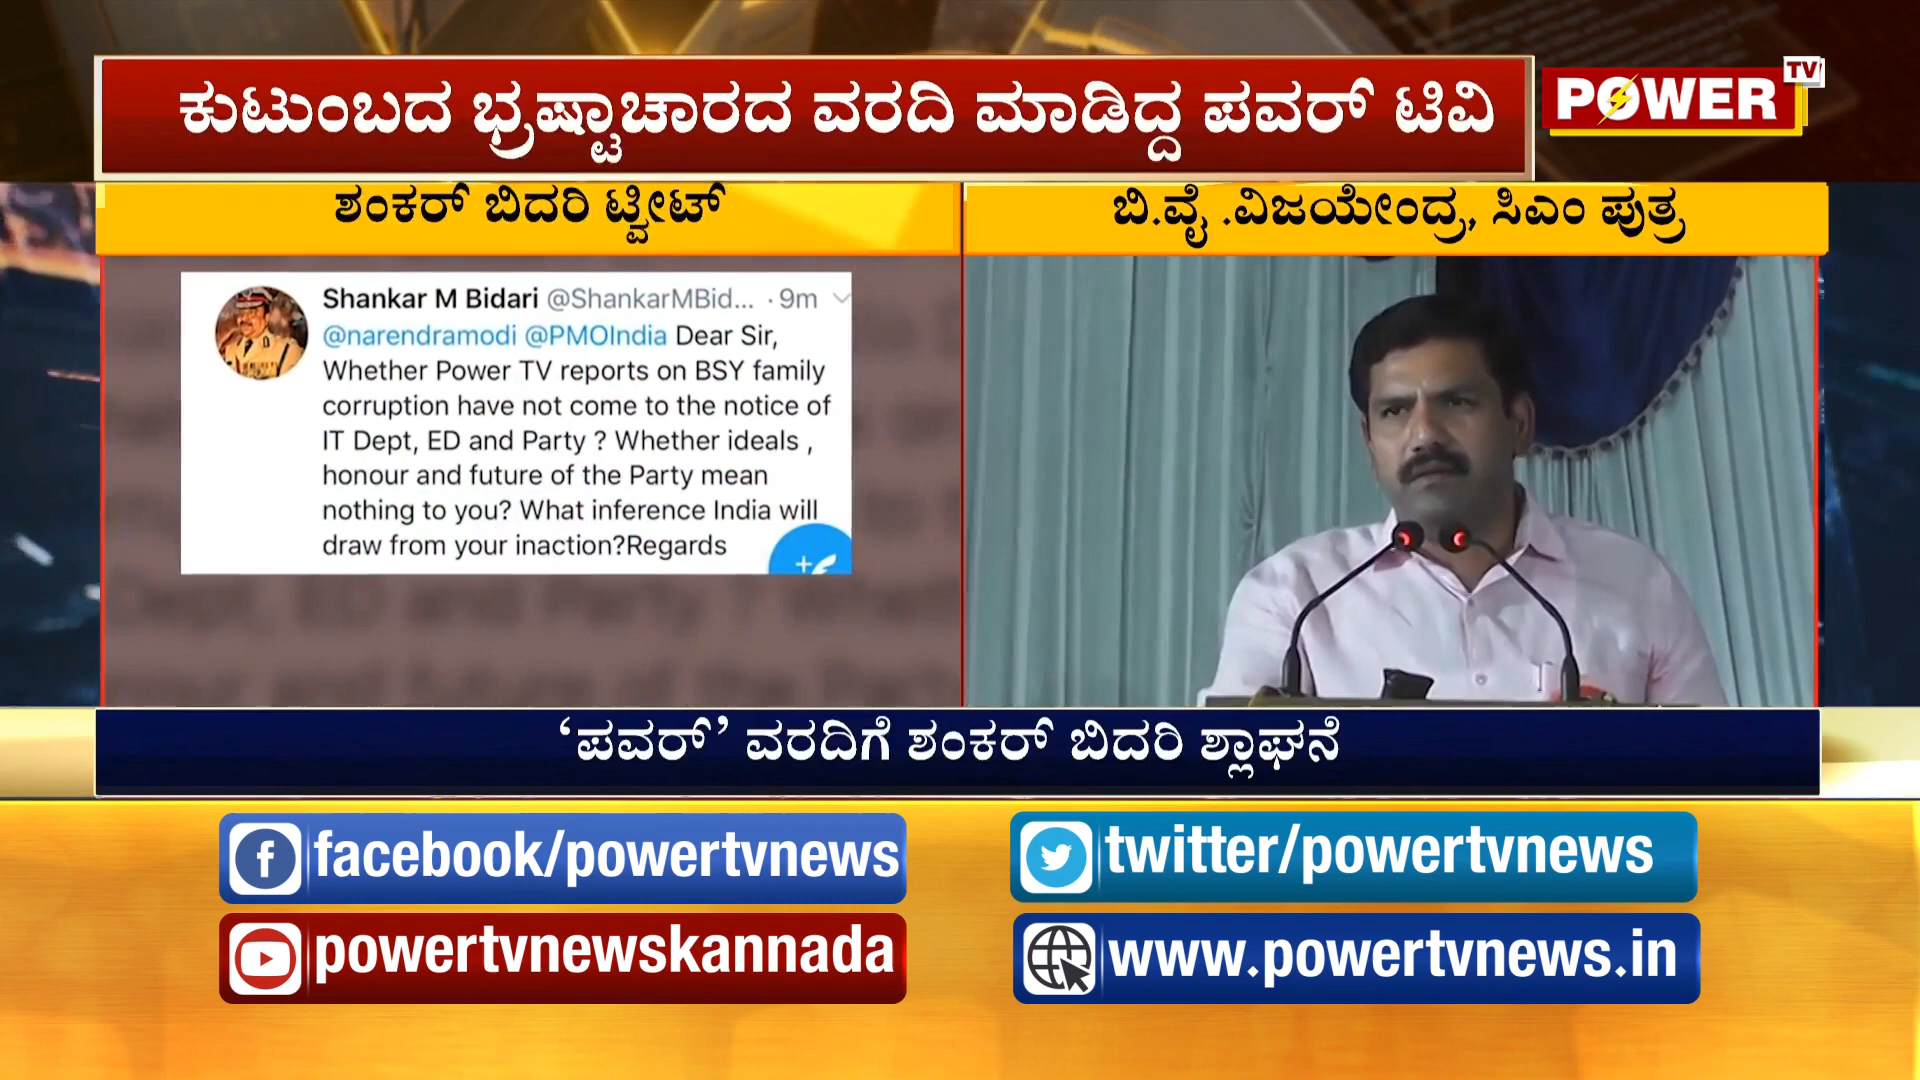 ಕುಟುಂಬದ ಭ್ರಷ್ಟಾಚಾರದ ವರದಿ ಮಾಡಿದ್ದ ಪವರ್ ಟಿವಿ
POWER TV
ಶಂಕರ್ ಬಿದರಿ ಟ್ವೀಟ್
ಬಿ.ವೈ .ವಿಜಯೇಂದ್ರ, ಸಿಎಂ ಪುತ್ರ
Shankar M Bidari @ShankarMBid... · 9m
@narendramodi @PMOIndia Dear Sir,
Whether Power TV reports on BSY family
corruption have not come to the notice of
IT Dept, ED and Party ? Whether ideals ,
honour and future of the Party mean
nothing to you? What inference India will
draw from your inaction?Regards
‘ಪವರ್’ ವರದಿಗೆ ಶಂಕರ್ ಬಿದರಿ ಶ್ಲಾಘನೆ
facebook/powertvnews
twitter/powertvnews
powertvnewskannada
www.powertvnews.in